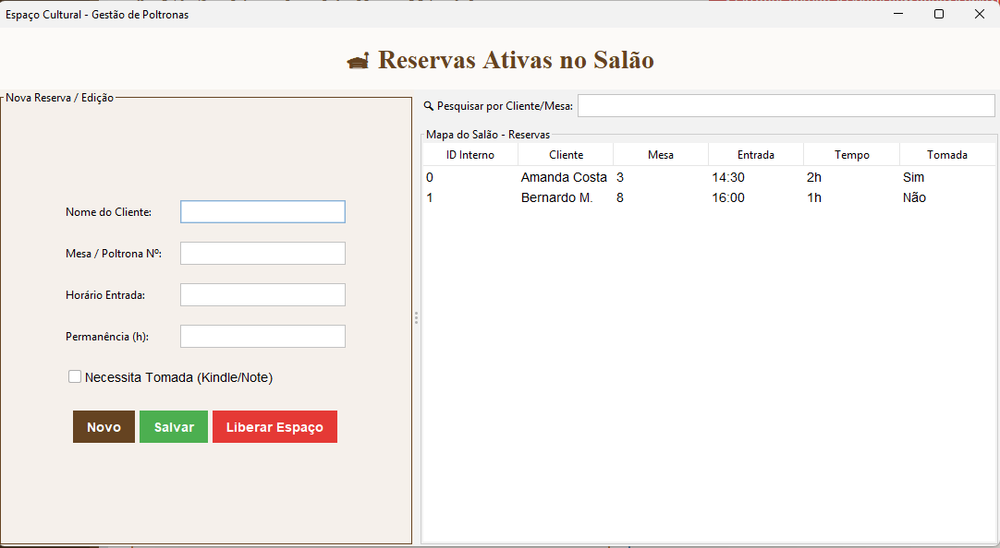 Espaço Cultural - Gestão de Poltronas
Reservas Ativas no Salão
Nova Reserva / Edição
Nome do Cliente:
Mesa / Poltrona Nº:
Horário Entrada:
Permanência (h):
Necessita Tomada (Kindle/Note)
Novo Salvar Liberar Espaço
Pesquisar por Cliente/Mesa:
Mapa do Salão - Reservas
ID Interno Cliente Mesa Entrada Tempo Tomada
0 Amanda Costa 3 14:30 2h Sim
1 Bernardo M. 8 16:00 1h Não